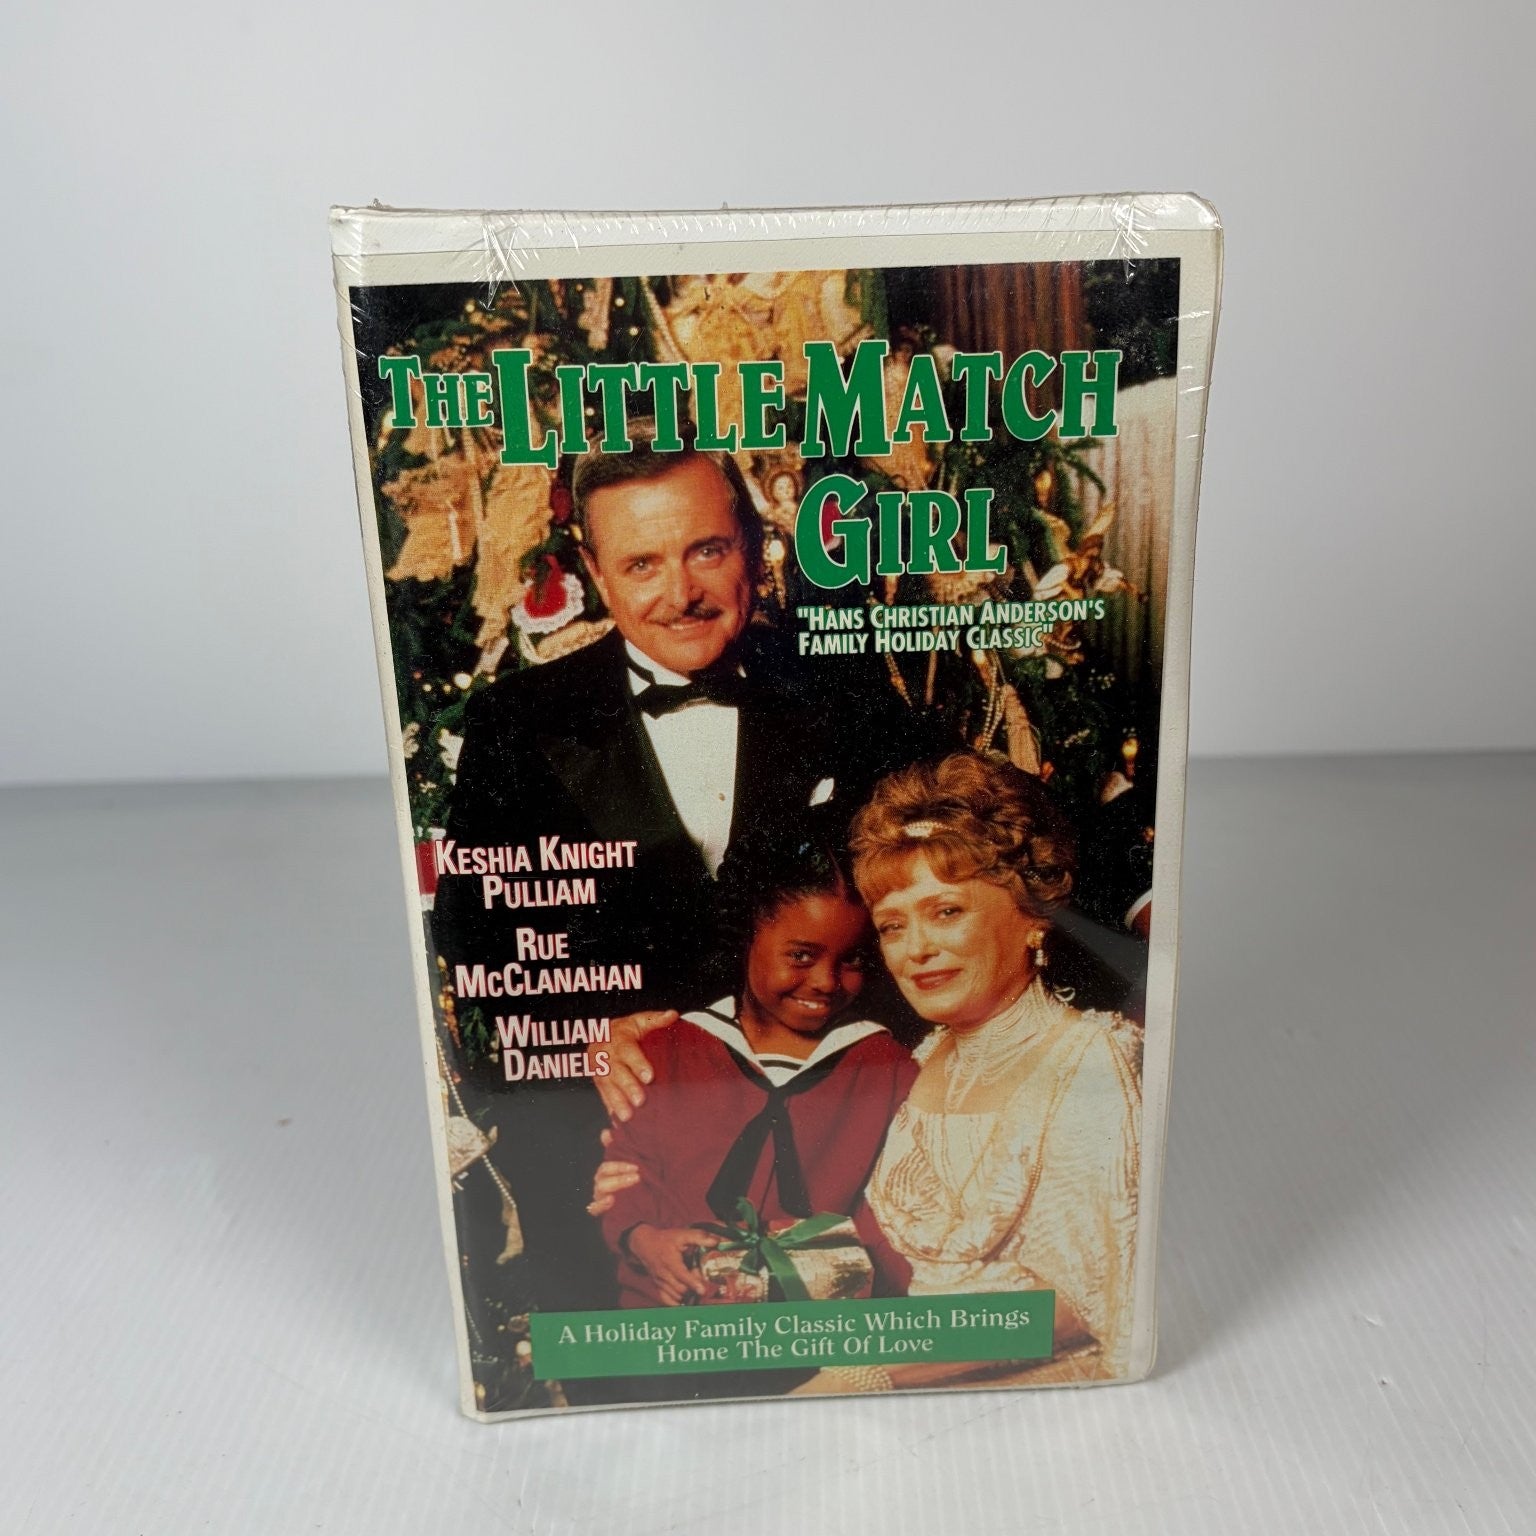 THE LITTLE MATCH
GIRL
"HANS CHRISTIAN ANDERSON'S
FAMILY HOLIDAY CLASSIC"
KESHIA KNIGHT
PULLIAM
RUE
MCCLANAHAN
WILLIAM
DANIELS
A Holiday Family Classic Which Brings
Home The Gift Of Love